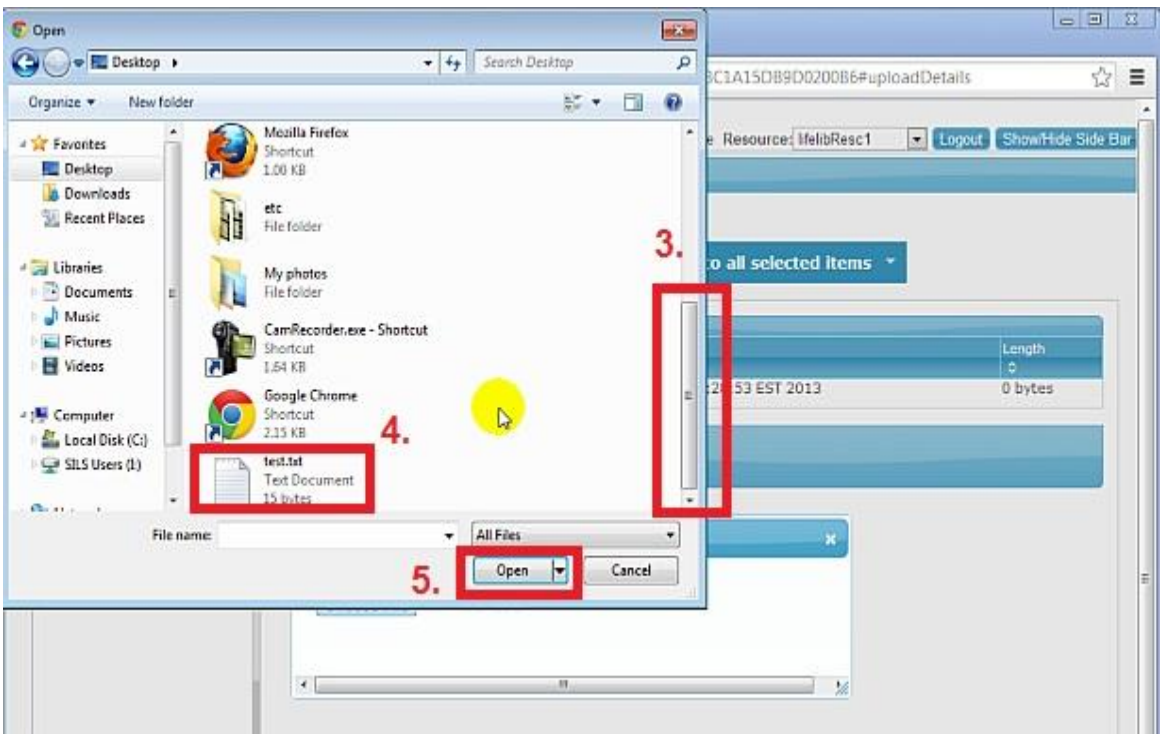 Open
Desktop
Search Desktop
Organize
New folder
Favorites
Desktop
Downloads
Recent Places
Libraries
Documents
Music
Pictures
Videos
Computer
Local Disk (C:)
SILS Users (I:)
Mozilla Firefox
Shortcut
1.00 KB
etc
File folder
My photos
File folder
CamRecorder.exe - Shortcut
Shortcut
1.64 KB
Google Chrome
Shortcut
2.15 KB
test.txt
Text Document
15 bytes
3.
4.
5.
File name:
All Files
Open
Cancel
C1A15DB9D0200B6#uploadDetails
e Resource: lifelibResc1
Logout
Show/Hide Side Bar
to all selected items
Length
53 EST 2013
0 bytes